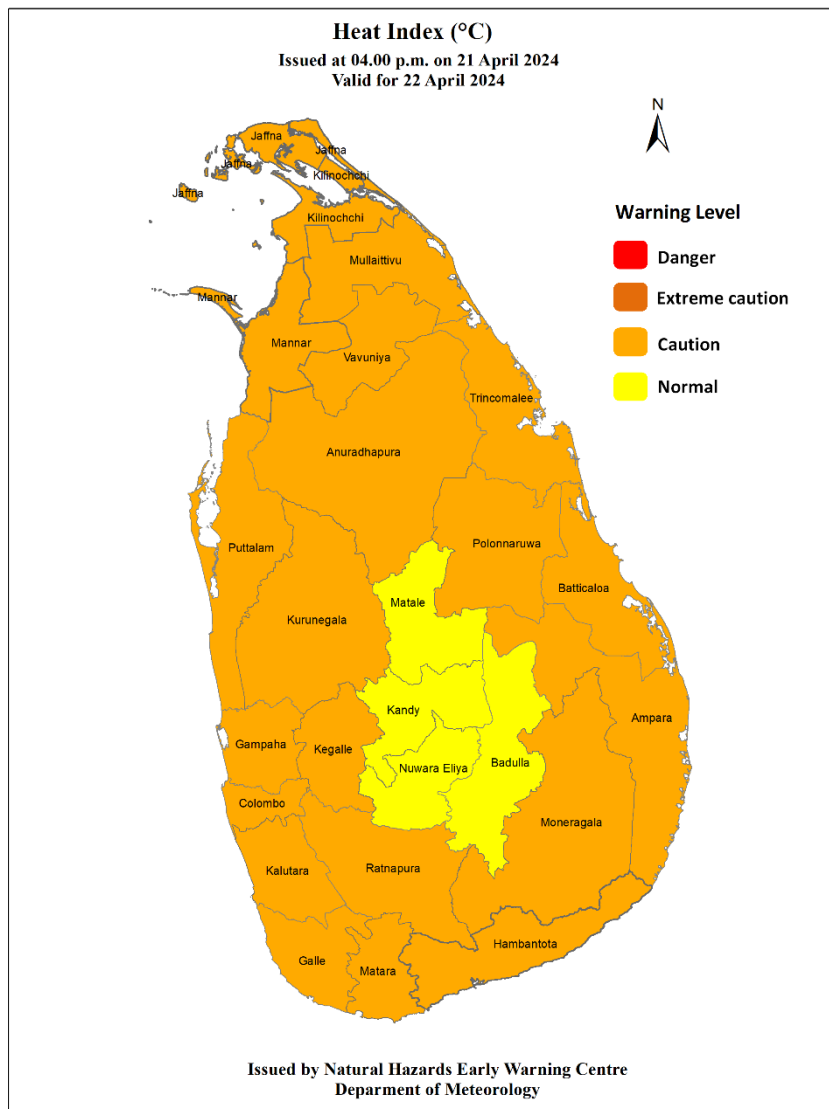 Heat Index (°C)
Issued at 04.00 p.m. on 21 April 2024
Valid for 22 April 2024
N
Jaffna
Jaffna
Jaffna
Kilinochchi
Jaffna
Kilinochchi
Mullaittivu
Mannar
Mannar
Vavuniya
Trincomalee
Anuradhapura
Puttalam
Polonnaruwa
Batticaloa
Matale
Kurunegala
Kandy
Ampara
Gampaha
Kegalle
Nuwara Eliya
Badulla
Colombo
Moneragala
Kalutara
Ratnapura
Hambantota
Galle
Matara
Warning Level
Danger
Extreme caution
Caution
Normal
Issued by Natural Hazards Early Warning Centre
Deparment of Meteorology